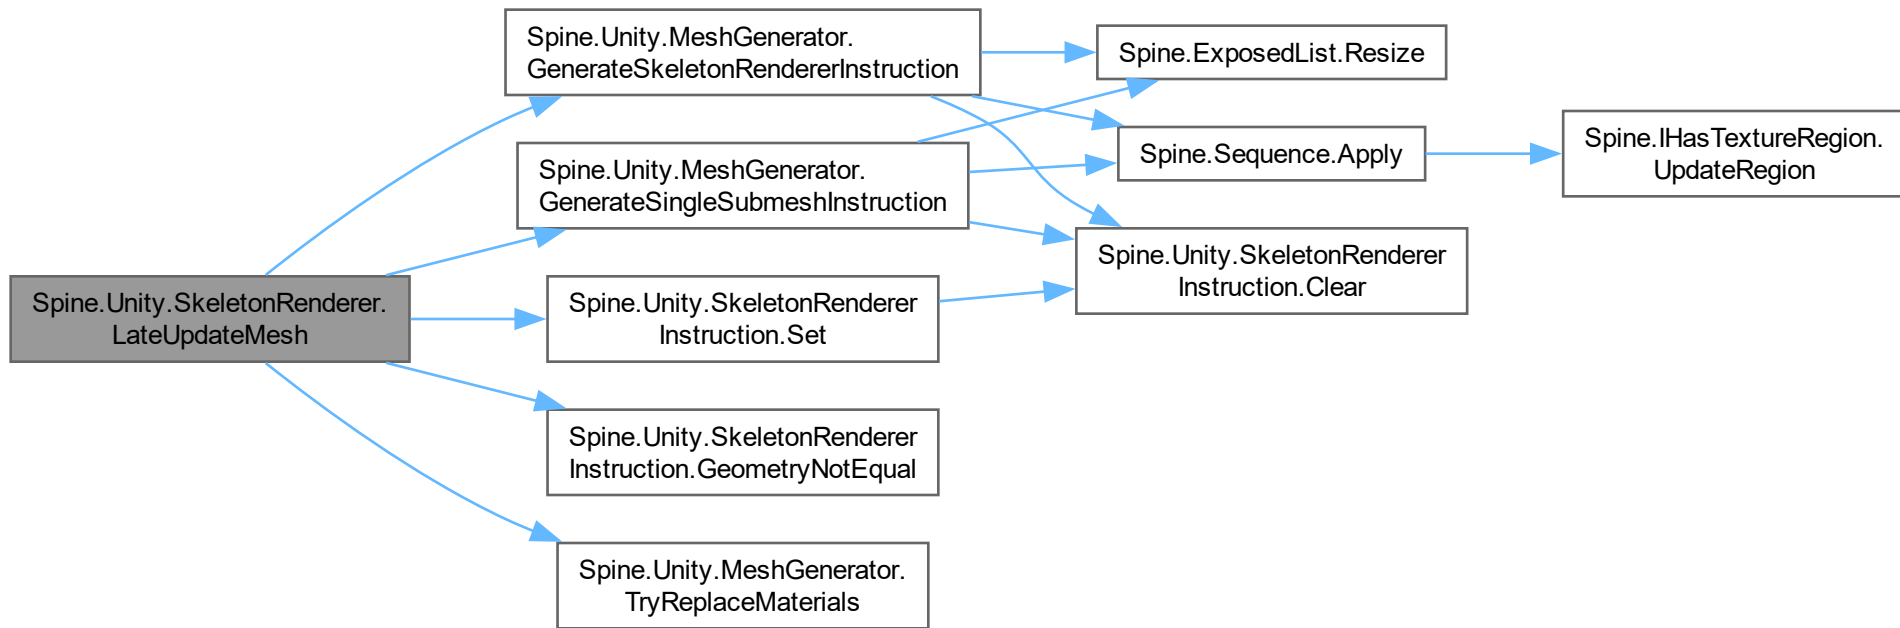 Spine.Unity.SkeletonRenderer.
LateUpdateMesh
Spine.Unity.MeshGenerator.
GenerateSkeletonRendererInstruction
Spine.Unity.MeshGenerator.
GenerateSingleSubmeshInstruction
Spine.Unity.SkeletonRenderer
Instruction.Set
Spine.Unity.SkeletonRenderer
Instruction.GeometryNotEqual
Spine.Unity.MeshGenerator.
TryReplaceMaterials
Spine.ExposedList.Resize
Spine.Sequence.Apply
Spine.Unity.SkeletonRenderer
Instruction.Clear
Spine.IHasTextureRegion.
UpdateRegion